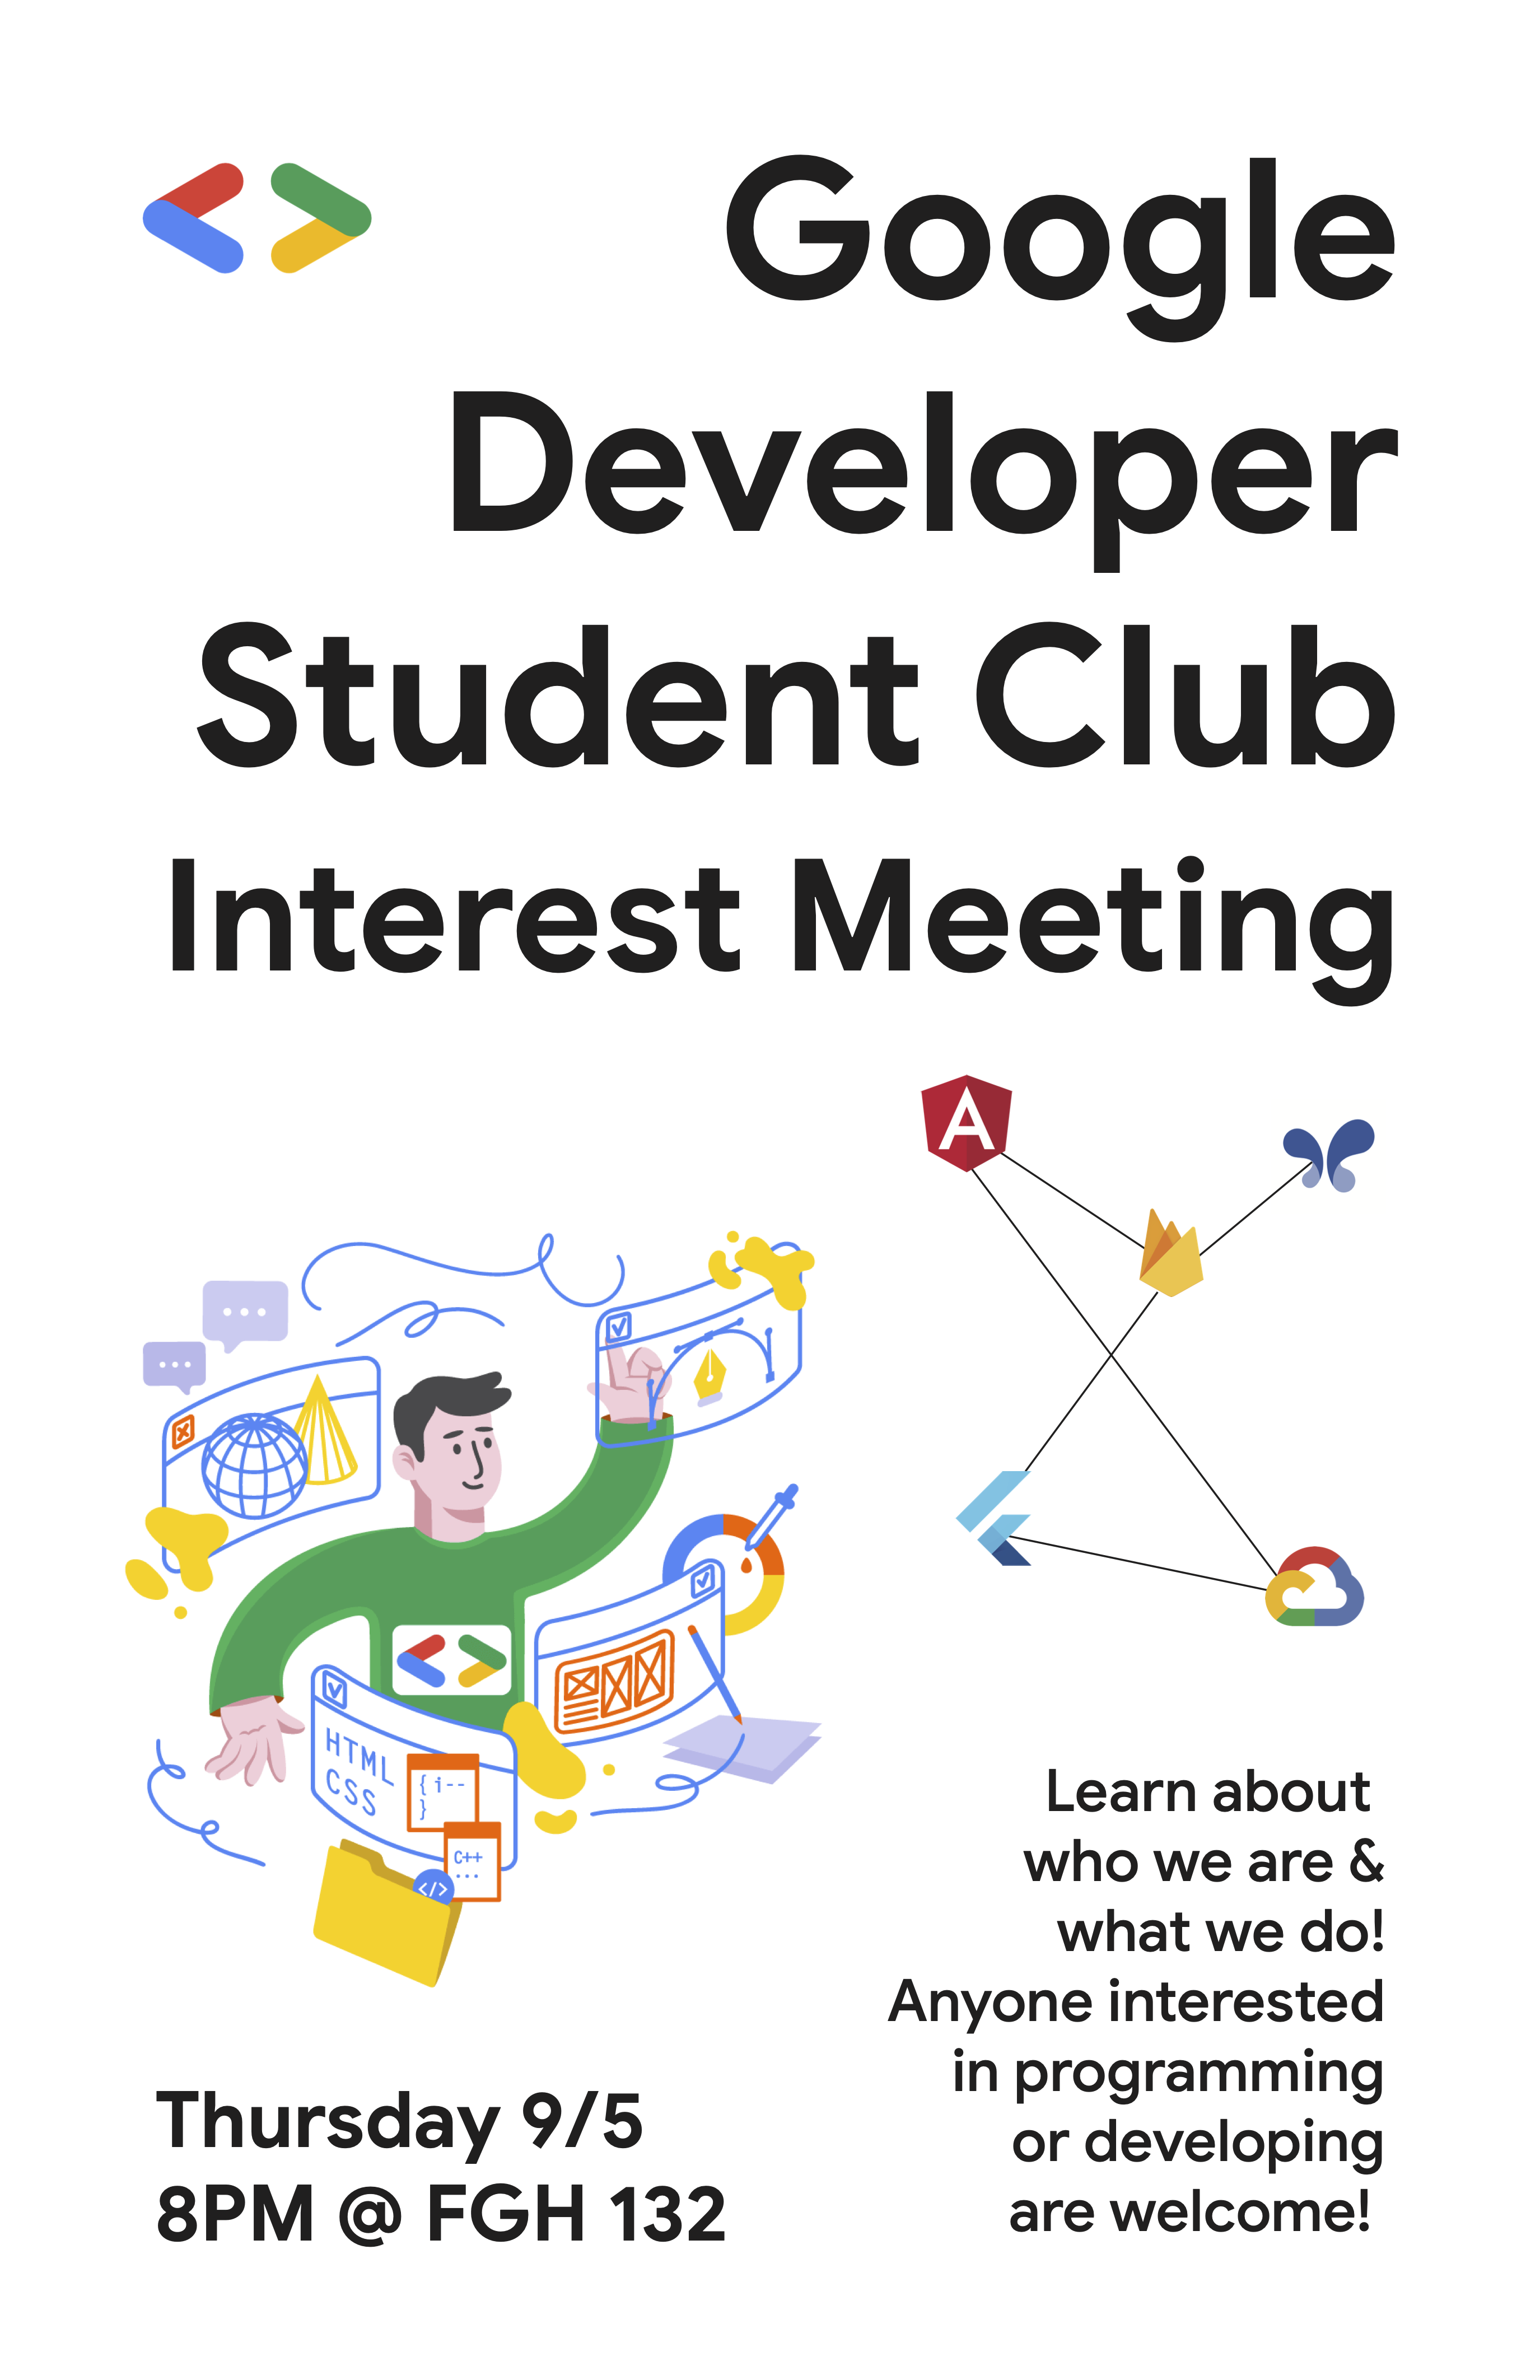 Google
Developer
Student Club
Interest Meeting
HTML
CSS
{ i--
}
C++
...
</>
Learn about
who we are &
what we do!
Anyone interested
in programming
or developing
are welcome!
Thursday 9/5
8PM @ FGH 132